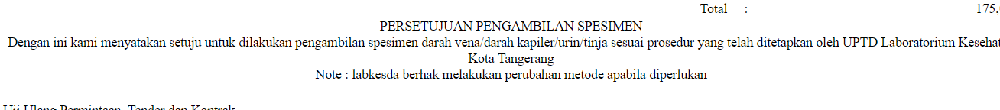 Total : 175,
PERSETUJUAN PENGAMBILAN SPESIMEN
Dengan ini kami menyatakan setuju untuk dilakukan pengambilan spesimen darah vena/darah kapiler/urin/tinja sesuai prosedur yang telah ditetapkan oleh UPTD Laboratorium Kesehat
Kota Tangerang
Note : labkesda berhak melakukan perubahan metode apabila diperlukan
Uji Ulang Permintaan, Tender dan Kontrak